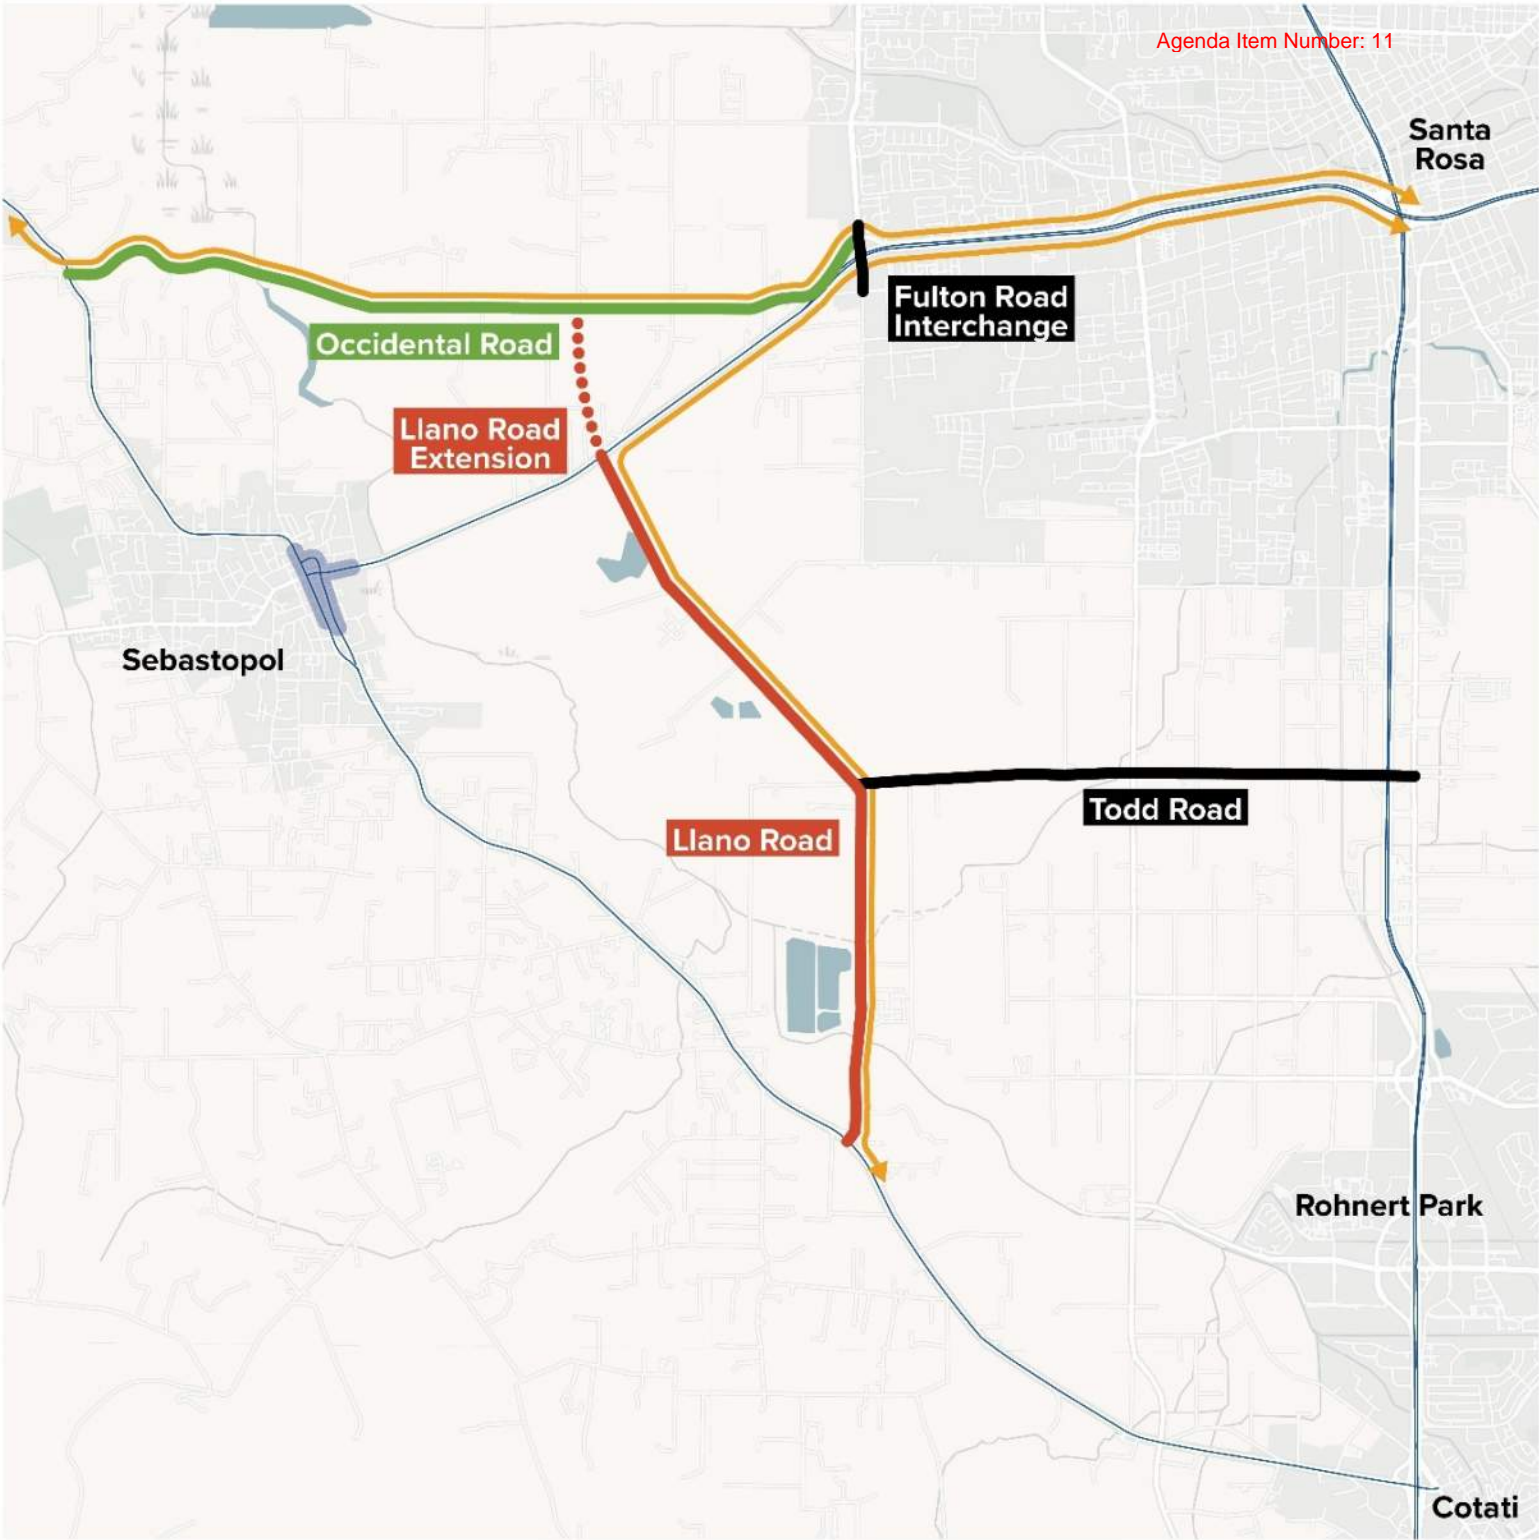 Agenda Item Number: 11
Santa
Rosa
Fulton Road
Interchange
Occidental Road
Llano Road
Extension
Sebastopol
Todd Road
Llano Road
Rohnert Park
Cotati